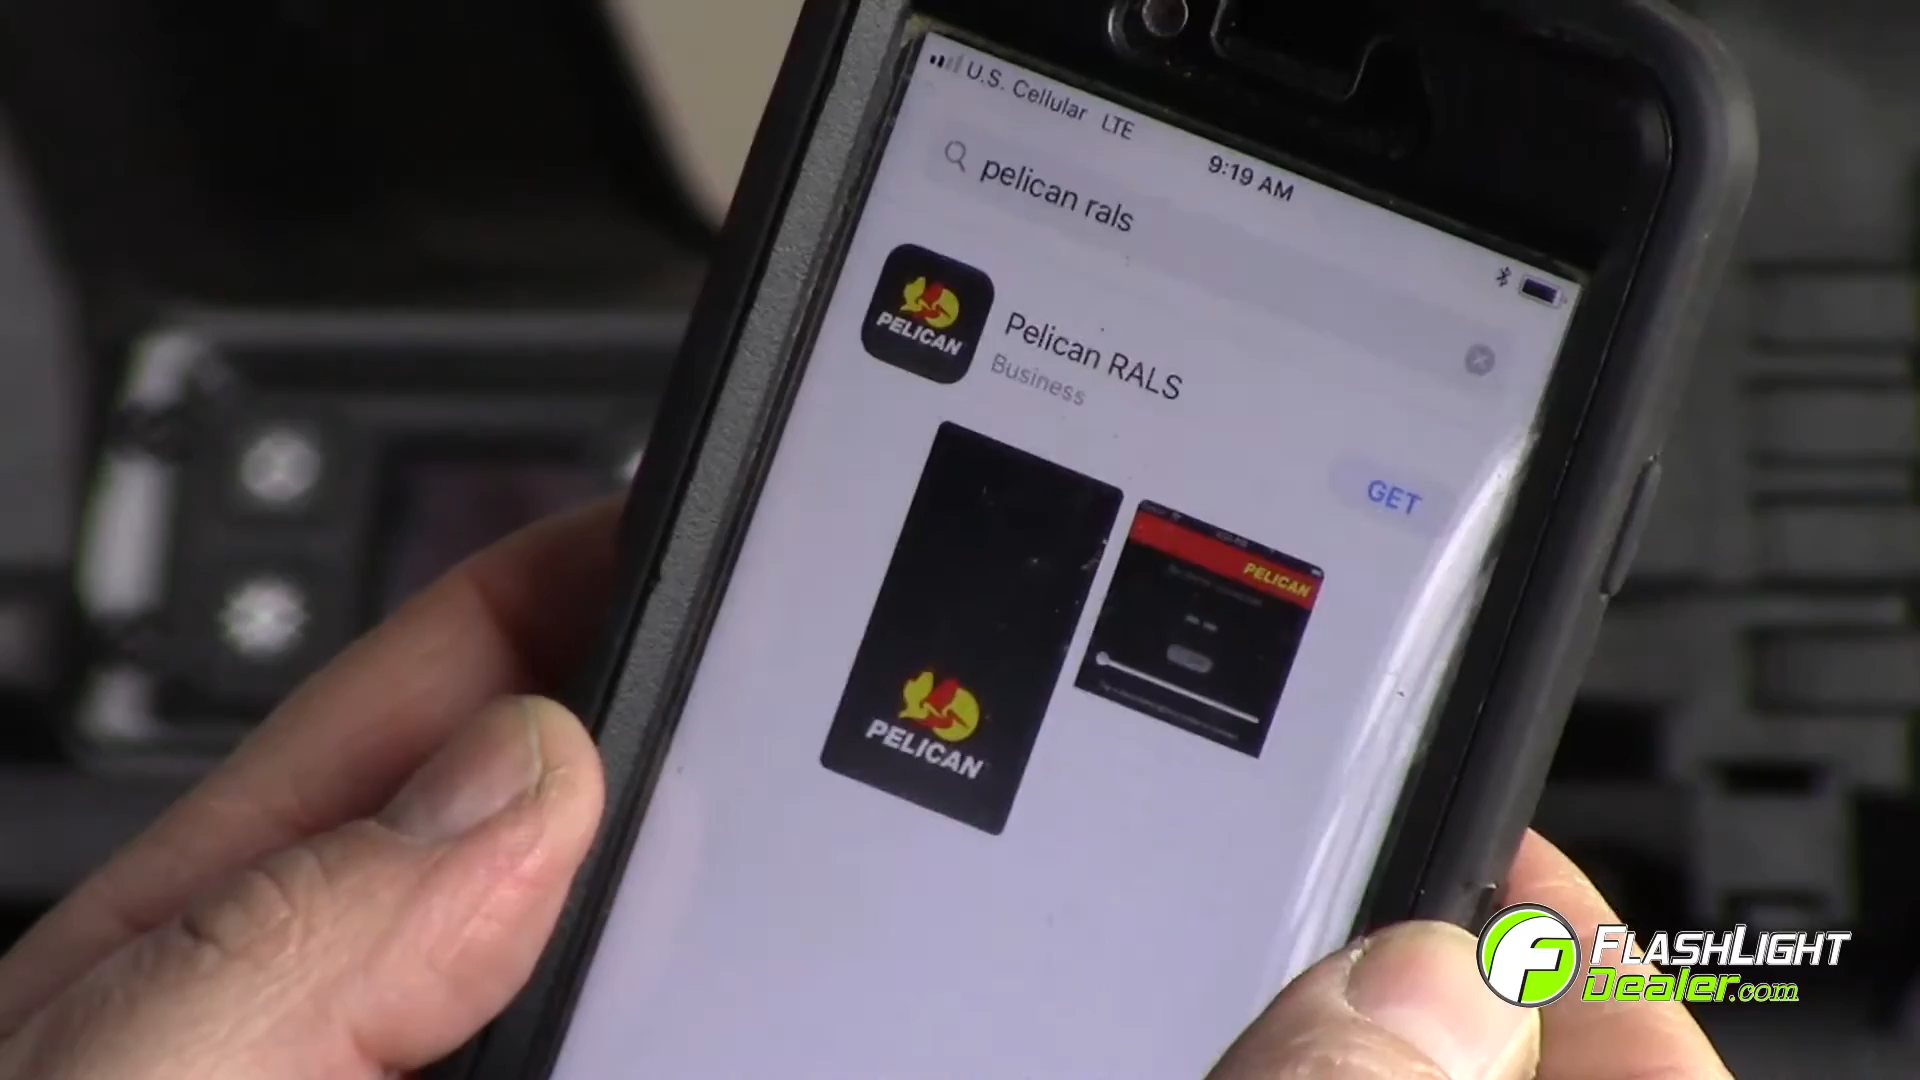 U.S. Cellular LTE
9:19 AM
pelican rals
PELICAN
Pelican RALS
Business
GET
PELICAN
PELICAN
FLASHLIGHT
Dealer.com